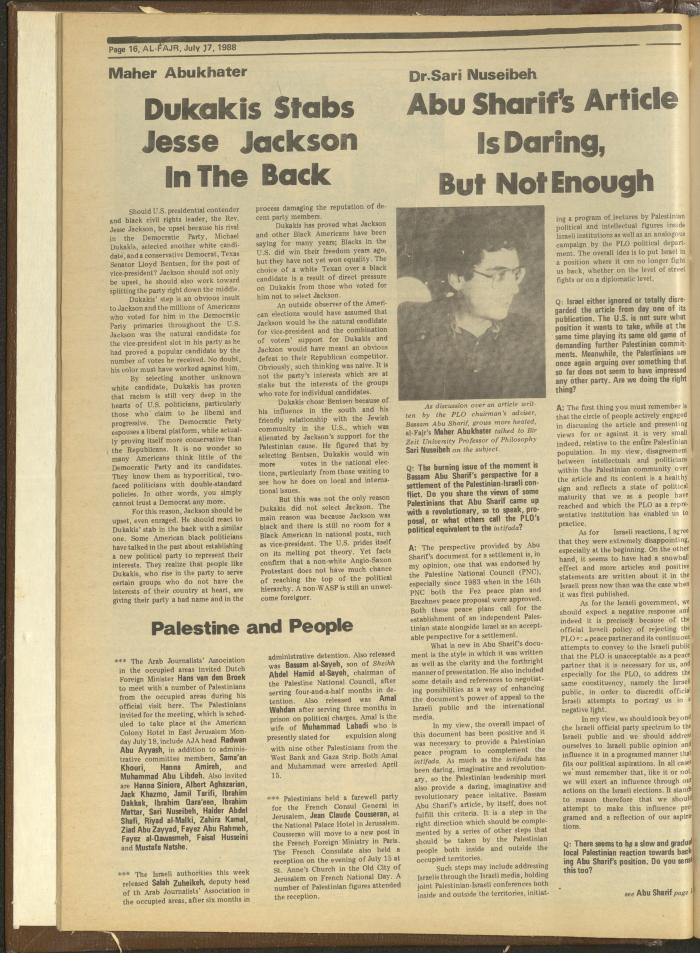 Page 16, AL-FAJR, July 17, 1988
Maher Abukhater
Dukakis Stabs
Jesse Jackson
In The Back
Should U.S. presidential contender
and black civil rights leader, the Rev.
Jesse Jackson, be upset because his rival
in the Democratic Party, Michael
Dukakis, selected another white candi-
date, and a conservative Democrat, Texas
Senator Lloyd Bentsen, for the post of
vice-president? Jackson should not only
be upset, he should also work toward
splitting the party right down the middle.
Dukakis' step is an obvious insult
to Jackson and the millions of Americans
who voted for him in the Democratic
Party primaries throughout the U.S.
Jackson was the natural candidate for
the vice-president slot in his party as he
had proved a popular candidate by the
number of votes he received. No doubt,
his color must have worked against him.
By selecting another unknown
white candidate, Dukakis has proven
that racism is still very deep in the
hearts of U.S. politicians, particularly
those who claim to be liberal and
progressive. The Democratic Party
espouses a liberal platform, while actual-
ly proving itself more conservative than
the Republicans. It is no wonder so
many Americans think little of the
Democratic Party and its candidates.
They know them as hypocritical, two-
faced politicians with double-standard
policies. In other words, you simply
cannot trust a Democrat any more.
For this reason, Jackson should be
upset, even enraged. He should react to
Dukakis' stab in the back with a similar
one. Some American black politicians
have talked in the past about establishing
a new political party to represent their
interests. They realize that people like
Dukakis, who rise in the party to serve
certain groups who do not have the
interests of their country at heart, are
giving their party a bad name and in the
process damaging the reputation of de-
cent party members.
Dukakis has proved what Jackson
and other Black Americans have been
saying for many years; Blacks in the
U.S. did win their freedom years ago,
but they have not yet won equality. The
choice of a white Texan over a black
candidate is a result of direct pressure
on Dukakis from those who voted for
him not to select Jackson.
An outside observer of the Ameri-
can elections would have assumed that
Jackson would be the natural candidate
for vice-president and the combination
of voters' support for Dukakis and
Jackson would have meant an obvious
defeat so their Republican competitor.
Obviously, such thinking was naive. It is
not the party's interests which are at
stake but the interests of the groups
who vote for individual candidates.
Dukakis chose Bentsen because of
his influence in the south and his
friendly relationship with the Jewish
community in the U.S., which was
alienated by Jackson's support for the
Palestinian cause. He figured that by
selecting Bentsen, Dukakis would win
more votes in the national elec-
tions, particularly from those waiting to
see how he does on local and interna-
tional issues.
But this was not the only reason
Dukakis did not select Jackson. The
main reason was because Jackson was
black and there is still no room for a
Black American in national posts, such
as vice-president. The U.S. prides itself
on its melting pot theory. Yet facts
confirm that a non-white Anglo-Saxon
Protestant does not have much chance
of reaching the top of the political
hierarchy. A non-WASP is still an unwel-
come foreigner.
Palestine and People
*** The Arab Journalists' Association
in the occupied areas invited Dutch
Foreign Minister Hans van den Broek
to meet with a number of Palestinians
from the occupied areas during his
official visit here. The Palestinians
invited for the meeting, which is sched-
uled to take place at the American
Colony Hotel in East Jerusalem Mon-
day July 18, include AJA head Radwan
Abu Ayyash, in addition to adminis-
trative committee members, Sama'an
Khouri, Hanna Amireh, and
Muhammad Abu Libdeh. Also invited
are Hanna Siniora, Albert Aghazarian,
Jack Khazmo, Jamil Tarifi, Ibrahim
Dakkak, Ibrahim Qara'een, Ibrahim
Mattar, Sari Nuseibeh, Haider Abdel
Shafi, Riyad al-Malki, Zahira Kamal,
Ziad Abu Zayyad, Fayez Abu Rahmeh,
Fayez al-Qawasmeh, Faisal Husseini
and Mustafa Natshe.
*** The Israeli authorities this week
released Salah Zuheikeh, deputy head
of th Arab Journalists' Association in
the occupied areas, after six months in
administrative detention. Also released
was Bassam al-Sayeh, son of Sheikh
Abdel Hamid al-Sayeh, chairman of
the Palestine National Council, after
serving four-and-a-half months in de-
tention. Also released was Amal
Wahdan after serving three months in
prison on political charges. Amal is the
wife of Muhammad Labadi who is
presently slated for expulsion along
with nine other Palestinians from the
West Bank and Gaza Strip. Both Amal
and Muhammad were arrested April
15.
*** Palestinians held a farewell party
for the French Consul General in
Jerusalem, Jean Claude Cousseran, at
the National Palace Hotel in Jerusalem.
Cousseran will move to a new post in
the French Foreign Ministry in Paris.
The French Consulate also held a
reception on the evening of July 15 at
St. Anne's Church in the Old City of
Jerusalem on French National Day. A
number of Palestinian figures attended
the reception.
Dr.Sari Nuseibeh
Abu Sharif's Article
Is Daring,
But Not Enough
As discussion over an article writ-
ten by the PLO chairman's adviser,
Bassam Abu Sharif, grows more heated,
al-Fajr's Maher Abukhater talked to Bir
Zeit University Professor of Philosophy
Sari Nuseibeh on the subject.
Q: The burning issue of the moment is
Bassam Abu Sharif's perspective for a
settlement of the Palestinian-Israeli con-
flict. Do you share the views of some
Palestinians that Abu Sharif came up
with a revolutionary, so to speak, pro-
posal, or what others call the PLO's
political equivalent to the intifada?
A: The perspective provided by Abu
Sharif's document for a settlement is, in
my opinion, one that was endorsed by
the Palestine National Council (PNC),
especially since 1983 when in the 16th
PNC both the Fez peace plan and
Brezhnev peace proposal were approved.
Both these peace plans call for the
establishment of an independent Pales-
tinian state alongside Israel as an accept-
able perspective for a settlement.
What is new in Abu Sharif's docu-
ment is the style in which it was written
as well as the clarity and the forthright
manner of presentation. He also included
some details and references to negotiat-
ing possibilities as a way of enhancing
the document's power of appeal to the
Israeli public and the international
media.
In my view, the overall impact of
this document has been positive and it
was necessary to provide a Palestinian
peace program to complement the
intifada. As much as the intifada has
been daring, imaginative and revolution-
ary, so the Palestinian leadership must
also provide a daring, imaginative and
revolutionary peace initiative. Bassam
Abu Sharif's article, by itself, does not
fulfill this criteria. It is a step in the
right direction which should be comple-
mented by a series of other steps that
should be taken by the Palestinian
people both inside and outside the
occupied territories.
Such steps may include addressing
Israelis through the Israeli media, holding
joint Palestinian-Israeli conferences both
inside and outside the territories, initiat-
ing a program of lectures by Palestinian
political and intellectual figures inside
Israeli institutions as well as an analogous
campaign by the PLO political depart-
ment. The overall idea is to put Israel in
a position where it can no longer fight
us back, whether on the level of street
fights or on a diplomatic level.
Q: Israel either ignored or totally disre-
garded the article from day one of its
publication. The U.S. is not sure what
position it wants to take, while at the
same time playing its same old game of
demanding further Palestinian commit-
ments. Meanwhile, the Palestinians are
once again arguing over something that
so far does not seem to have impressed
any other party. Are we doing the right
thing?
A: The first thing you must remember is
that the circle of people actively engaged
in discussing the article and presenting
views for or against it is very small
indeed, relative to the entire Palestinian
population. In my view, disagreement
between intellectuals and politicians
within the Palestinian community over
the article and its content is a healthy
sign and reflects a state of political
maturity that we as a people have
reached and which the PLO as a repre-
sentative institution has enabled us to
practice.
As for Israeli reactions, I agree
that they were extremely disappointing,
especially at the beginning. On the other
hand, it seems to have had a snowball
effect and more articles and positive
statements are written about it in the
Israeli press now than was the case when
it was first published.
As for the Israeli government, we
should expect a negative response and
indeed it is precisely because of the
official Israeli policy of rejecting the
PLO as a peace partner and its continuous
attempts to convey to the Israeli public
that the PLO is unacceptable as a peace
partner that it is necessary for us, and
especially for the PLO, to address the
same constituency, namely the Israeli
public, in order to discredit official
Israeli attempts to portray us in a
negative light.
In my view, we should look beyond
the Israeli official party spectrum to the
Israeli public and we should address
ourselves to Israeli public opinion and
influence it in a programed manner that
fits our political aspirations. In all cases
we must remember that, like it or not,
we will exert an influence through our
actions on the Israeli elections. It stands
to reason therefore that we should
attempt to make this influence pro-
gramed and a reflection of our aspira-
tions.
Q: There seems to be a slow and gradual
local Palestinian reaction towards back-
ing Abu Sharif's position. Do you sense
this too?
see Abu Sharif page